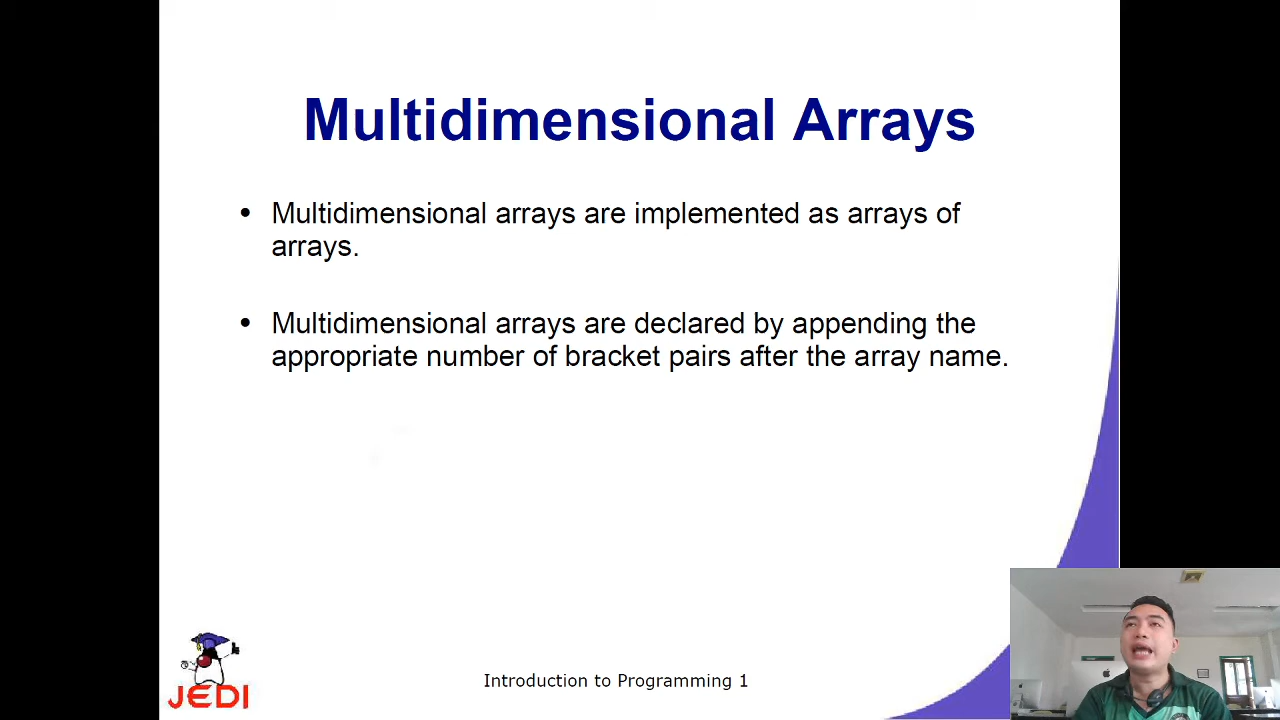 Multidimensional Arrays
• Multidimensional arrays are implemented as arrays of
arrays.
• Multidimensional arrays are declared by appending the
appropriate number of bracket pairs after the array name.
JEDI
Introduction to Programming 1